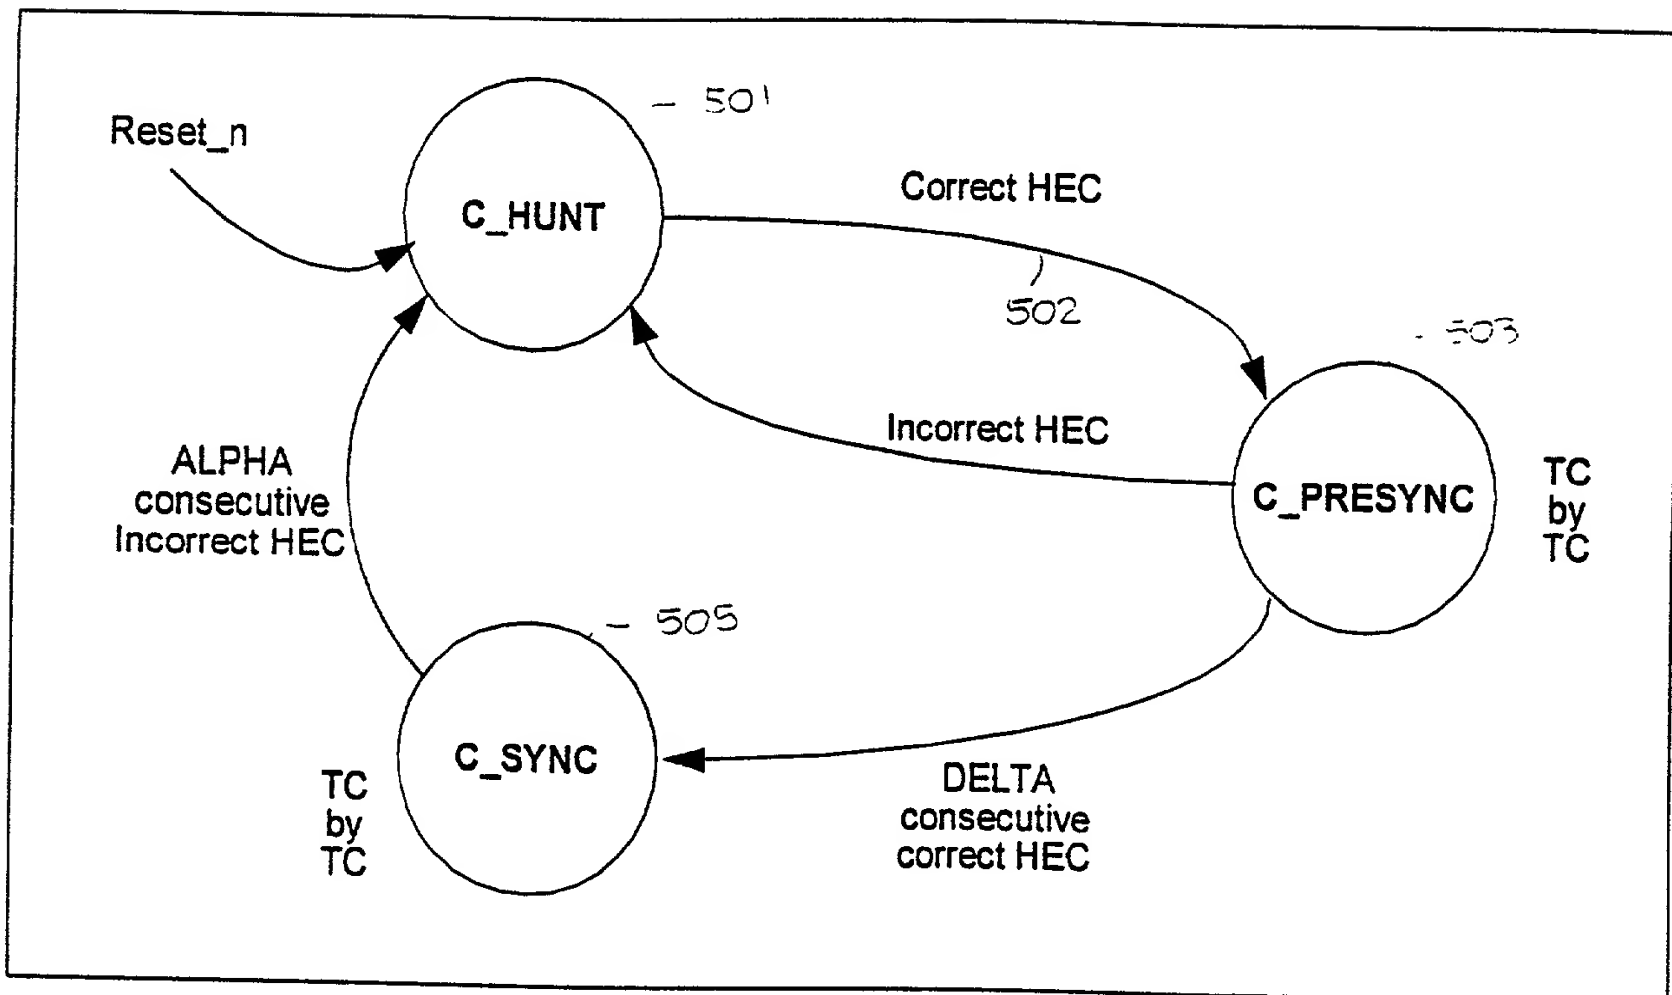 Reset_n
C_HUNT
- 501
Correct HEC
502
- 503
Incorrect HEC
C_PRESYNC
TC
by
TC
ALPHA
consecutive
Incorrect HEC
- 505
C_SYNC
TC
by
TC
DELTA
consecutive
correct HEC